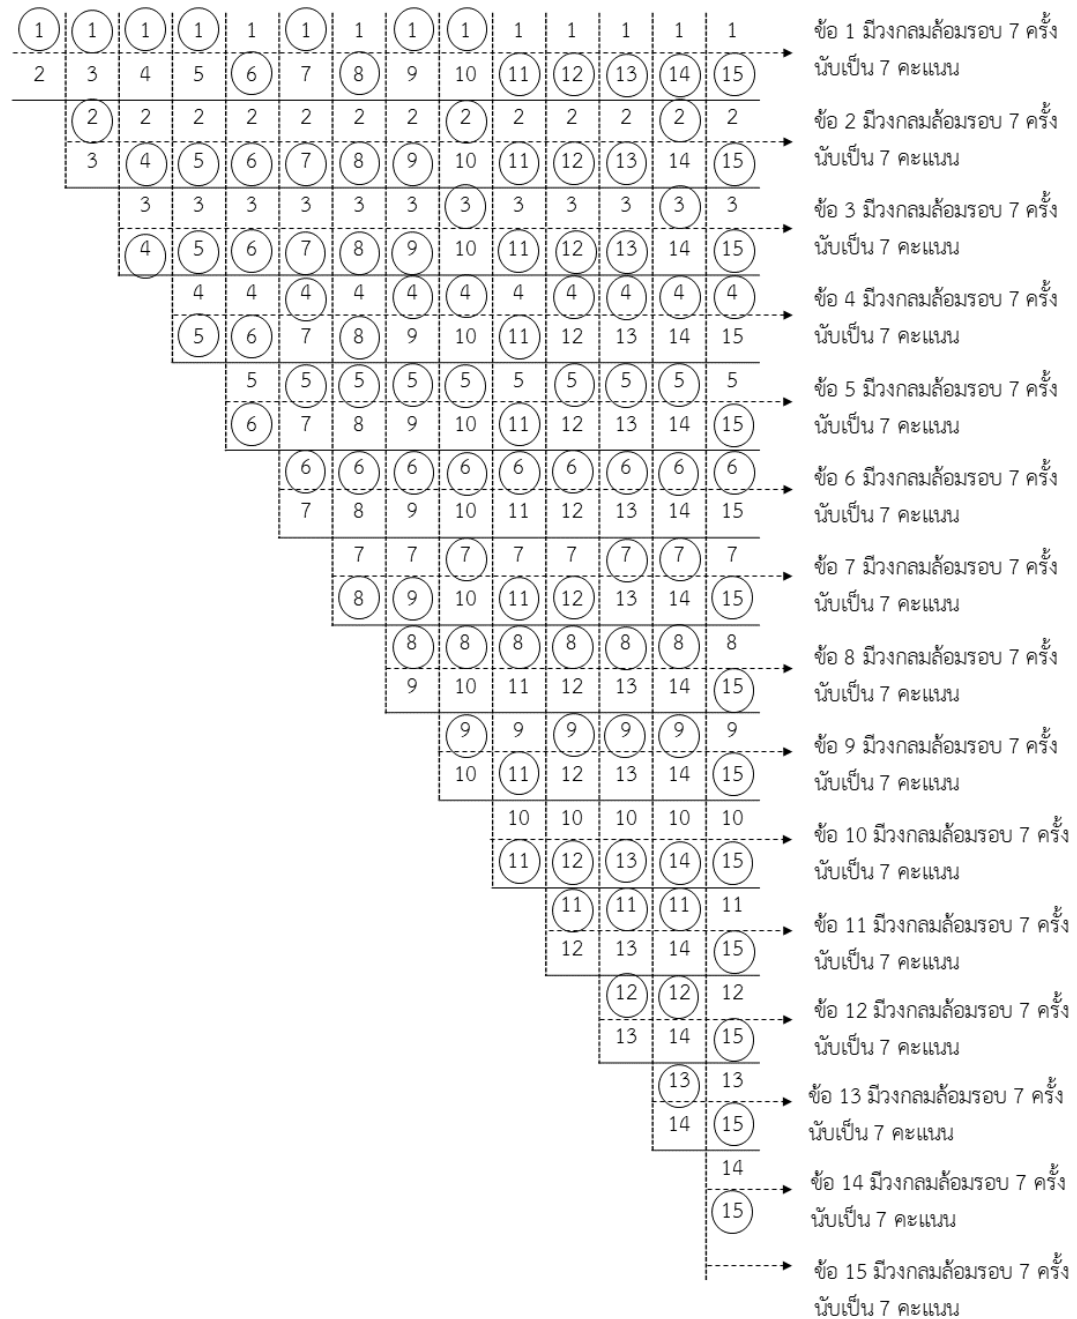 1 1 1 1 1 1 1 1 1 1 1 1 1 1
ข้อ 1 มีวงกลมล้อมรอบ 7 ครั้ง
2 3 4 5 6 7 8 9 10 11 12 13 14 15
นับเป็น 7 คะแนน
2 2 2 2 2 2 2 2 2 2 2 2 2
ข้อ 2 มีวงกลมล้อมรอบ 7 ครั้ง
3 4 5 6 7 8 9 10 11 12 13 14 15
นับเป็น 7 คะแนน
3 3 3 3 3 3 3 3 3 3 3 3
ข้อ 3 มีวงกลมล้อมรอบ 7 ครั้ง
4 5 6 7 8 9 10 11 12 13 14 15
นับเป็น 7 คะแนน
4 4 4 4 4 4 4 4 4 4 4
ข้อ 4 มีวงกลมล้อมรอบ 7 ครั้ง
5 6 7 8 9 10 11 12 13 14 15
นับเป็น 7 คะแนน
5 5 5 5 5 5 5 5 5 5
ข้อ 5 มีวงกลมล้อมรอบ 7 ครั้ง
6 7 8 9 10 11 12 13 14 15
นับเป็น 7 คะแนน
6 6 6 6 6 6 6 6 6
ข้อ 6 มีวงกลมล้อมรอบ 7 ครั้ง
7 8 9 10 11 12 13 14 15
นับเป็น 7 คะแนน
7 7 7 7 7 7 7 7
ข้อ 7 มีวงกลมล้อมรอบ 7 ครั้ง
8 9 10 11 12 13 14 15
นับเป็น 7 คะแนน
8 8 8 8 8 8 8
ข้อ 8 มีวงกลมล้อมรอบ 7 ครั้ง
9 10 11 12 13 14 15
นับเป็น 7 คะแนน
9 9 9 9 9 9
ข้อ 9 มีวงกลมล้อมรอบ 7 ครั้ง
10 11 12 13 14 15
นับเป็น 7 คะแนน
10 10 10 10 10
ข้อ 10 มีวงกลมล้อมรอบ 7 ครั้ง
11 12 13 14 15
นับเป็น 7 คะแนน
11 11 11 11
ข้อ 11 มีวงกลมล้อมรอบ 7 ครั้ง
12 13 14 15
นับเป็น 7 คะแนน
12 12 12
ข้อ 12 มีวงกลมล้อมรอบ 7 ครั้ง
13 14 15
นับเป็น 7 คะแนน
13 13
ข้อ 13 มีวงกลมล้อมรอบ 7 ครั้ง
14 15
นับเป็น 7 คะแนน
14
ข้อ 14 มีวงกลมล้อมรอบ 7 ครั้ง
15
นับเป็น 7 คะแนน
ข้อ 15 มีวงกลมล้อมรอบ 7 ครั้ง
นับเป็น 7 คะแนน